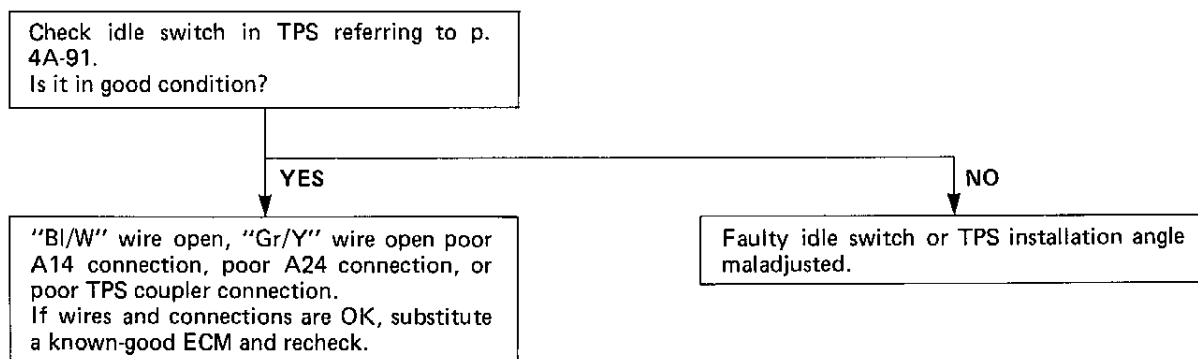 Check idle switch in TPS referring to p.
4A-91.
Is it in good condition?
YES
NO
"Bl/W" wire open, "Gr/Y" wire open poor
A14 connection, poor A24 connection, or
poor TPS coupler connection.
If wires and connections are OK, substitute
a known-good ECM and recheck.
Faulty idle switch or TPS installation angle
maladjusted.